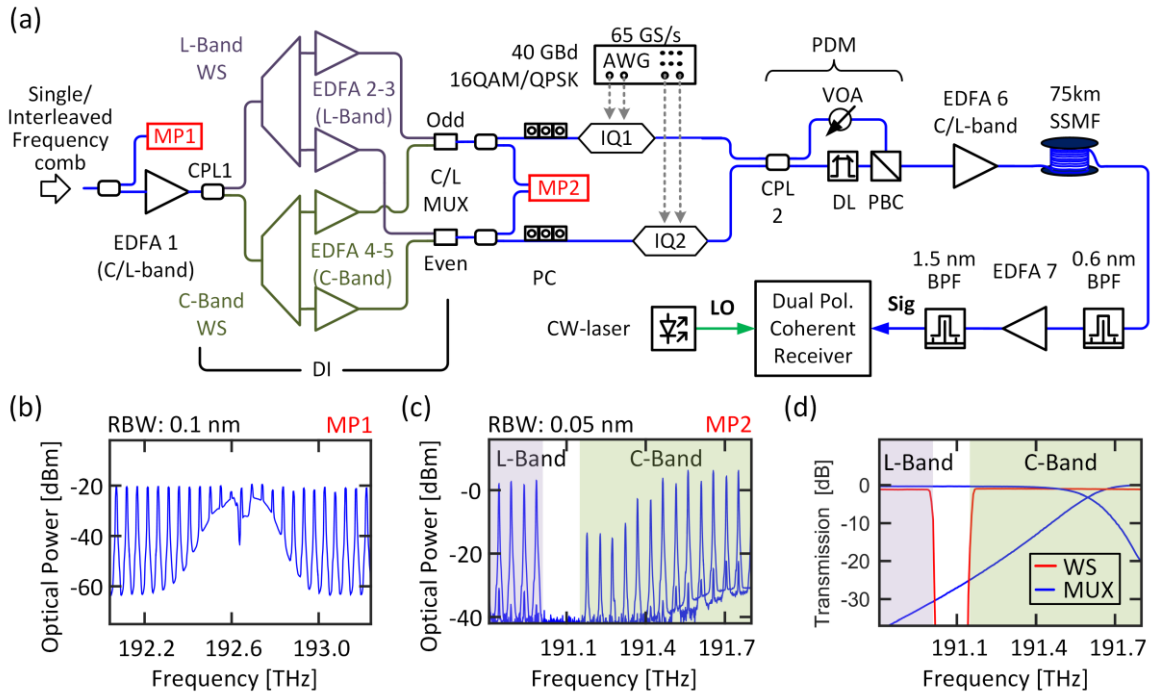 (a)
L-Band
WS
Single/
Interleaved
Frequency
comb
MP1
CPL1
EDFA 1
(C/L-band)
EDFA 2-3
(L-Band)
EDFA 4-5
(C-Band)
C-Band
WS
DI
Odd
C/L
MUX
Even
MP2
40 GBd
16QAM/QPSK
65 GS/s
AWG
IQ1
IQ2
PC
PDM
VOA
CPL
2
DL
PBC
EDFA 6
C/L-band
75km
SSMF
1.5 nm
BPF
EDFA 7
0.6 nm
BPF
CW-laser
LO
Dual Pol.
Coherent
Receiver
Sig
(b)
RBW: 0.1 nm
MP1
Optical Power [dBm]
-20
-40
-60
192.2
192.6
193.0
Frequency [THz]
(c)
RBW: 0.05 nm
MP2
L-Band
C-Band
Optical Power [dBm]
-0
-20
-40
191.1
191.4
191.7
Frequency [THz]
(d)
L-Band
C-Band
Transmission [dB]
0
-10
-20
-30
WS
MUX
191.1
191.4
191.7
Frequency [THz]